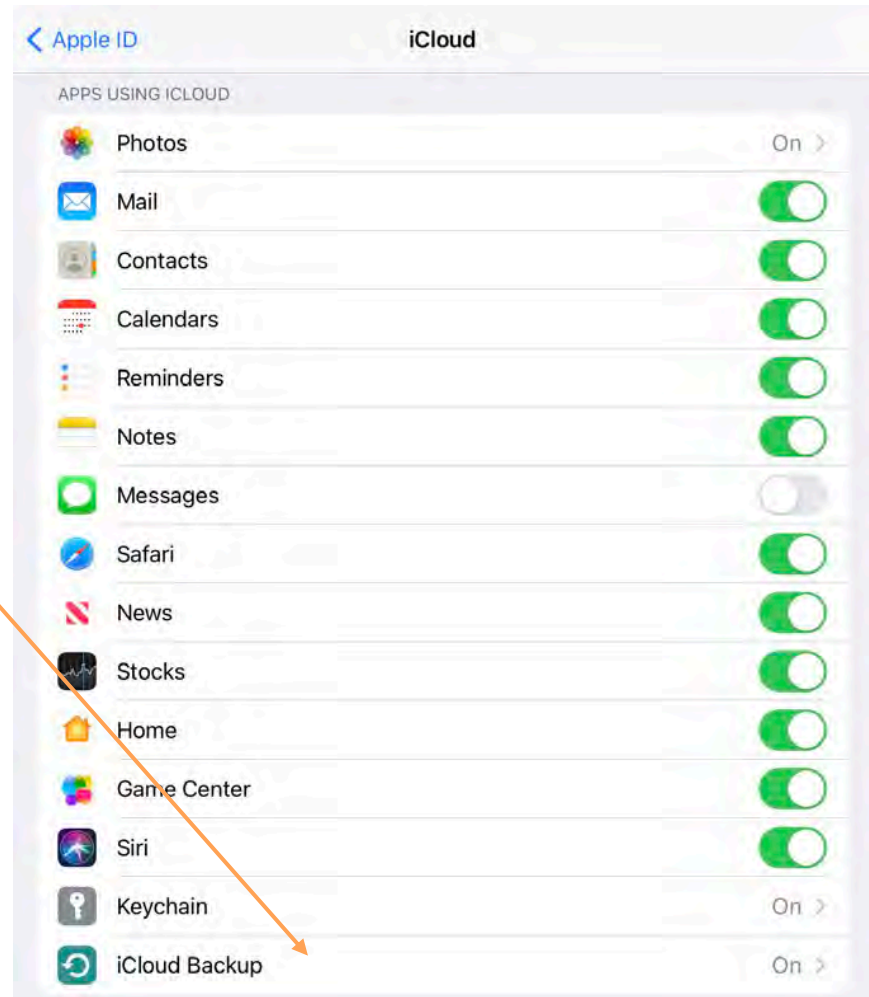 Apple ID iCloud
APPS USING ICLOUD
Photos On
Mail
Contacts
Calendars
Reminders
Notes
Messages
Safari
News
Stocks
Home
Game Center
Siri
Keychain On
iCloud Backup On